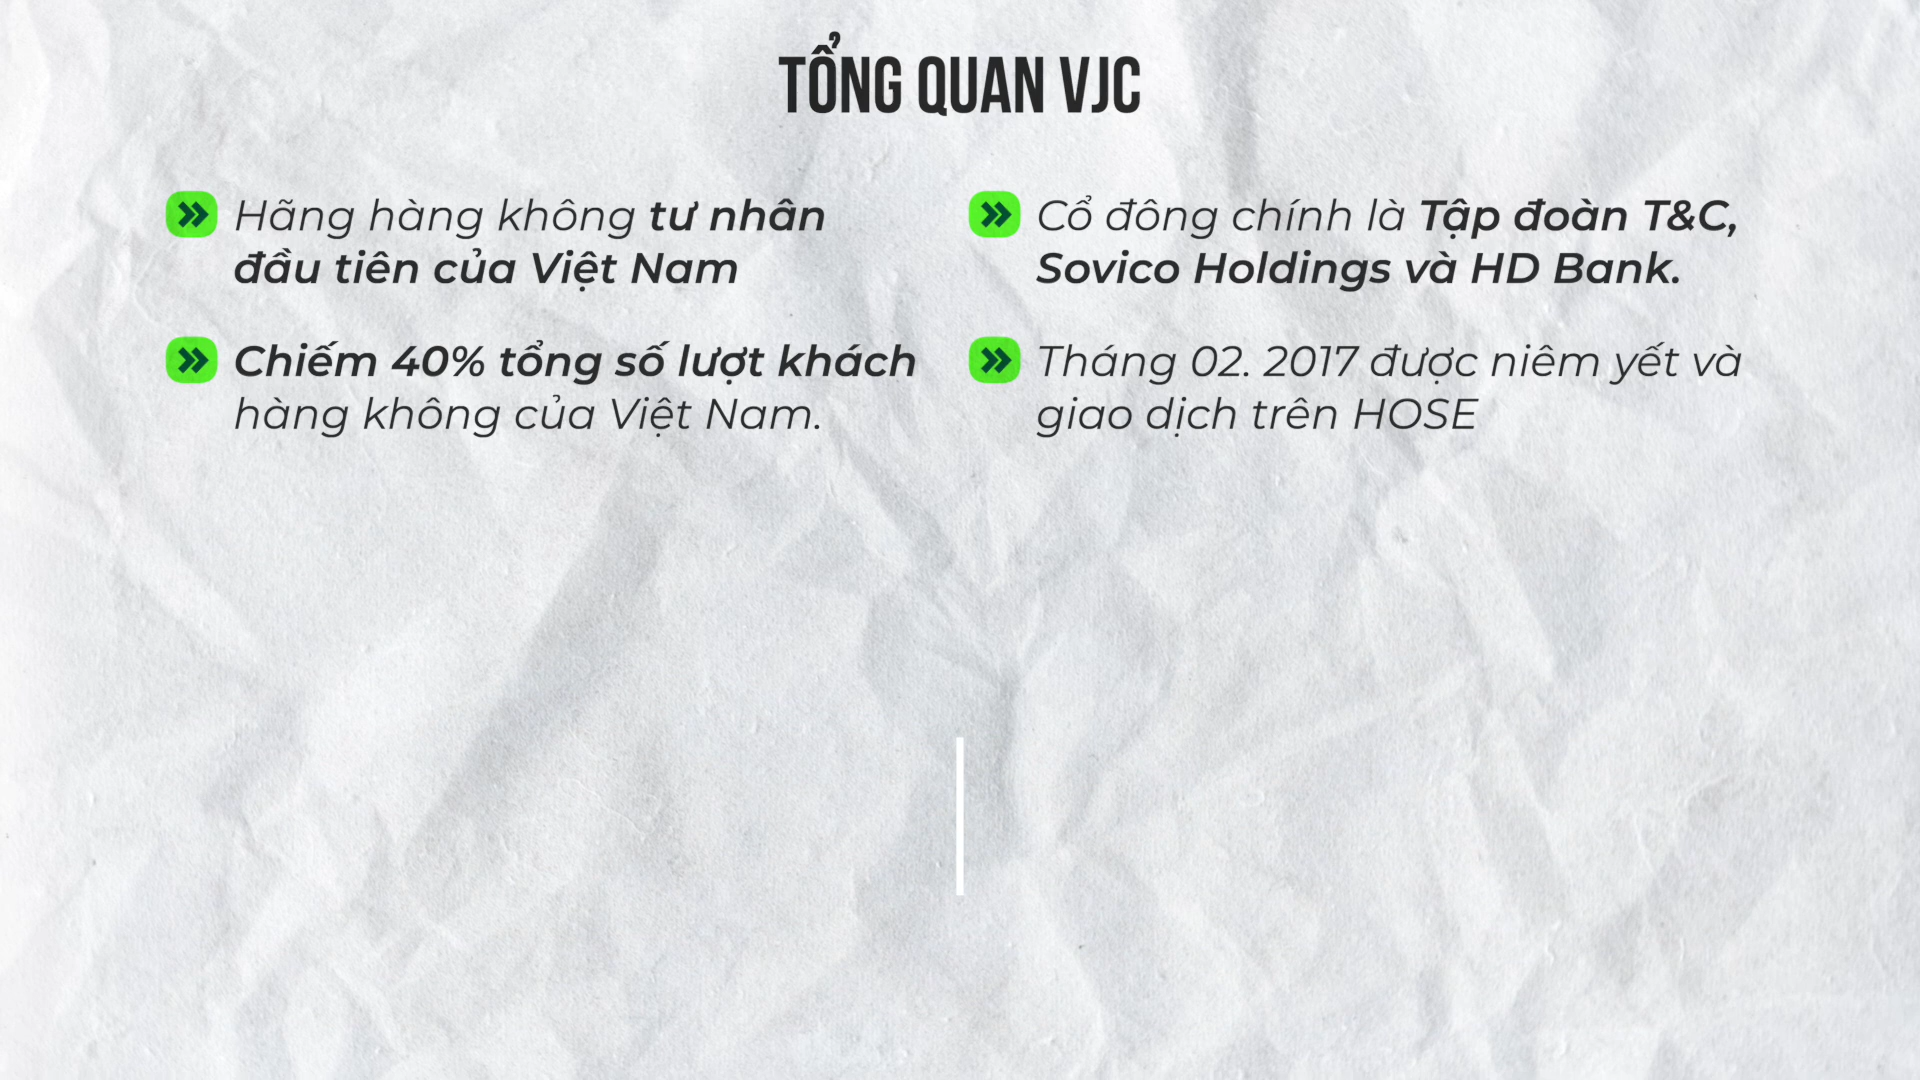 TỔNG QUAN VJC
Hãng hàng không tư nhân
đầu tiên của Việt Nam
Chiếm 40% tổng số lượt khách
hàng không của Việt Nam.
Cổ đông chính là Tập đoàn T&C,
Sovico Holdings và HD Bank.
Tháng 02. 2017 được niêm yết và
giao dịch trên HOSE